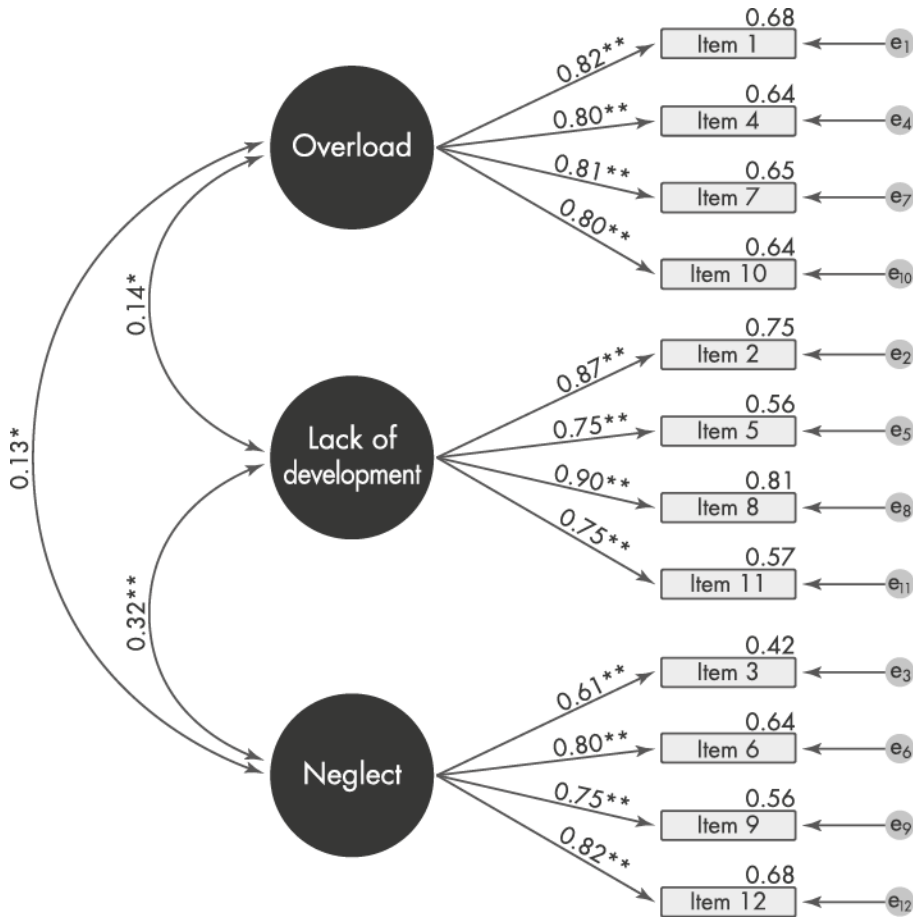 0.68
0.82**
Item 1
e1
0.64
Overload
0.80**
Item 4
e4
0.65
0.81**
Item 7
e7
0.64
0.80**
Item 10
e10
0.14*
0.75
0.87**
Item 2
e2
0.56
Lack of
development
0.75**
Item 5
e5
0.81
0.90**
Item 8
e8
0.57
0.75**
Item 11
e11
0.13*
0.32**
0.42
0.61**
Item 3
e3
0.64
Neglect
0.80**
Item 6
e6
0.56
0.75**
Item 9
e9
0.68
0.82**
Item 12
e12